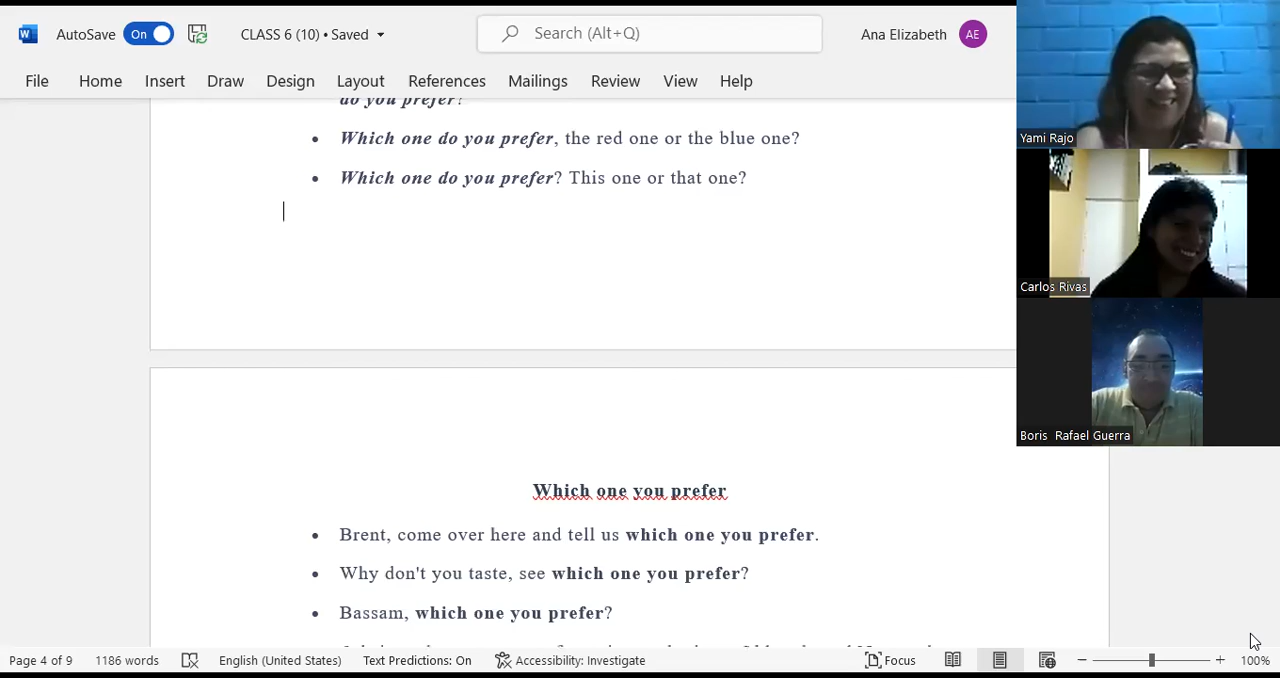 AutoSave On CLASS 6 (10) • Saved Search (Alt+Q) Ana Elizabeth AE
File Home Insert Draw Design Layout References Mailings Review View Help
do you prefer?
• Which one do you prefer, the red one or the blue one?
• Which one do you prefer? This one or that one?
Yami Rajo
Carlos Rivas
Boris Rafael Guerra
Which one you prefer
• Brent, come over here and tell us which one you prefer.
• Why don't you taste, see which one you prefer?
• Bassam, which one you prefer?
Page 4 of 9 1186 words English (United States) Text Predictions: On Accessibility: Investigate Focus 100%